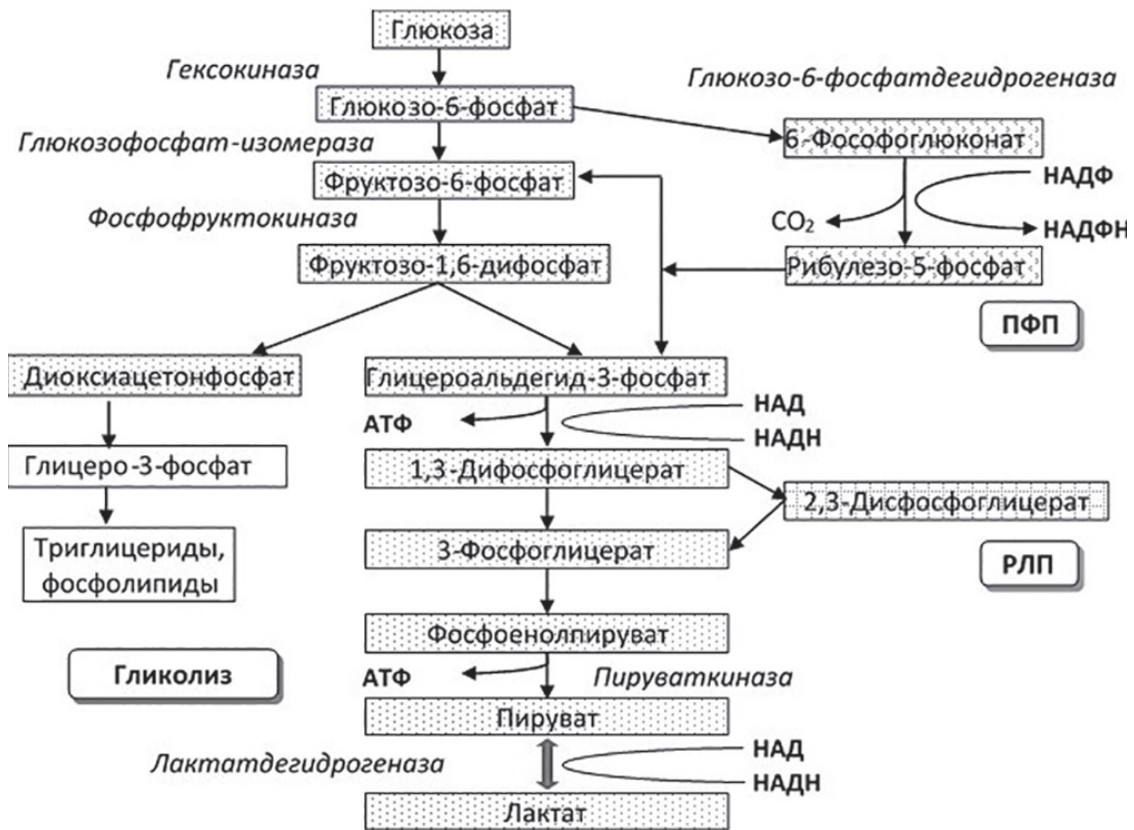 Глюкоза
Гексокиназа
Глюкозо-6-фосфатдегидрогеназа
Глюкозо-6-фосфат
6-Фософоглюконат
Глюкозофосфат-изомераза
Фруктозо-6-фосфат
НАДФ
Фосфофруктокиназа
CO₂
НАДФН
Фруктозо-1,6-дифосфат
Рибулезо-5-фосфат
ПФП
Диоксиацетонфосфат
Глицероальдегид-3-фосфат
НАД
АТФ
НАДН
Глицеро-3-фосфат
1,3-Дифосфоглицерат
2,3-Дисфосфоглицерат
Триглицериды,
фосфолипиды
3-Фосфоглицерат
РЛП
Фосфоенолпируват
Гликолиз
АТФ
Пируваткиназа
Пируват
НАД
Лактатдегидрогеназа
НАДН
Лактат